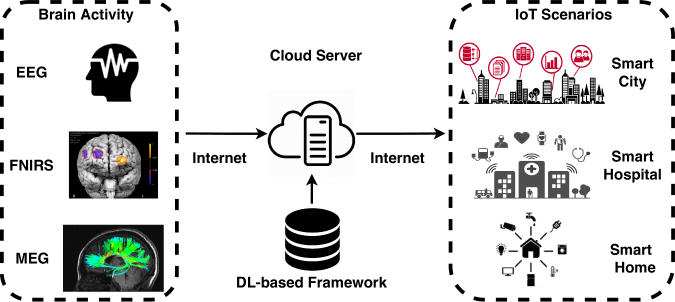 Brain Activity
EEG
FNIRS
MEG
Cloud Server
Internet
Internet
DL-based Framework
IoT Scenarios
Smart
City
Smart
Hospital
Smart
Home